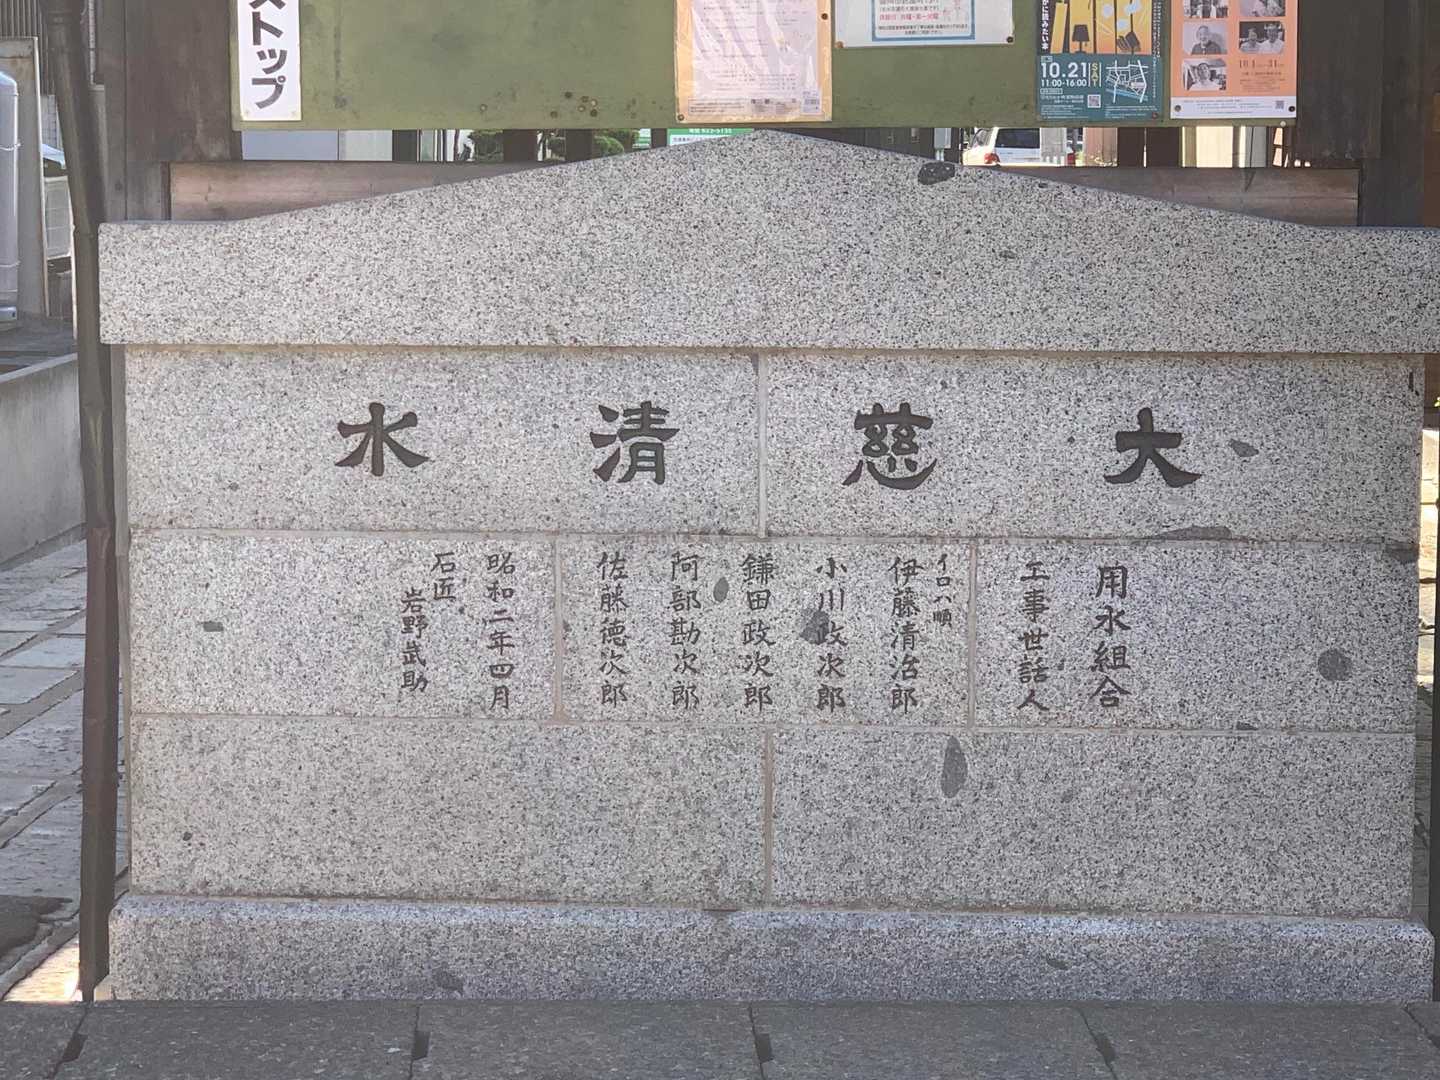 ストップ
10.21
SAT
11:00-16:00
大慈清水
用水組合
工事世話人
イロハ順
伊藤清治郎
小川政次郎
鎌田政次郎
阿部勘次郎
佐藤徳次郎
昭和二年四月
石匠
岩野武助